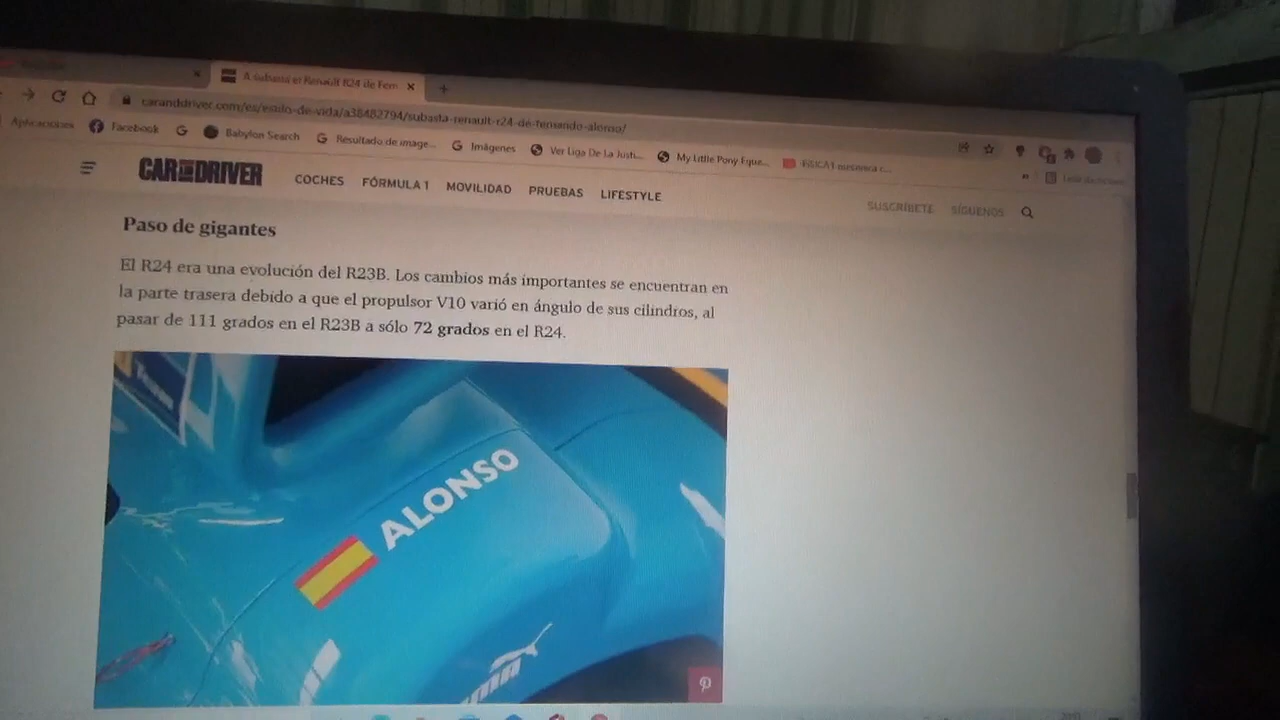 A subasta el Renault R24 de Fern
caranddriver.com/es/estilo-de-vida/a38482794/subasta-renault-r24-de-fernando-alonso/
Aplicaciones Facebook Babylon Search Resultado de image... Imágenes Ver Liga De La Justi... My Little Pony Eque...
CAR AND DRIVER COCHES FÓRMULA 1 MOVILIDAD PRUEBAS LIFESTYLE SUSCRÍBETE SÍGUENOS
Paso de gigantes
El R24 era una evolución del R23B. Los cambios más importantes se encuentran en
la parte trasera debido a que el propulsor V10 varió en ángulo de sus cilindros, al
pasar de 111 grados en el R23B a sólo 72 grados en el R24.
ALONSO